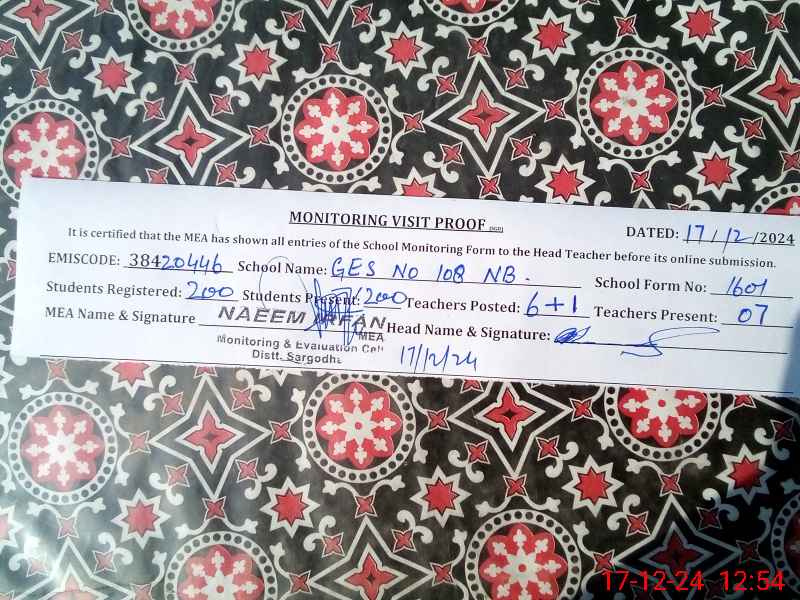 MONITORING VISIT PROOF
DATED: 17/12/2024
It is certified that the MEA has shown all entries of the School Monitoring Form to the Head Teacher before its online submission.
EMISCODE: 38420446 School Name: GES NO 108 NB. School Form No: 1601
Students Registered: 200 Students Present: 200 Teachers Posted: 6+1 Teachers Present: 07
MEA Name & Signature NAEEM IRFAN Head Name & Signature:
MEA
Monitoring & Evaluation Cell
Distt. Sargodha
17/12/24
17-12-24 12:54